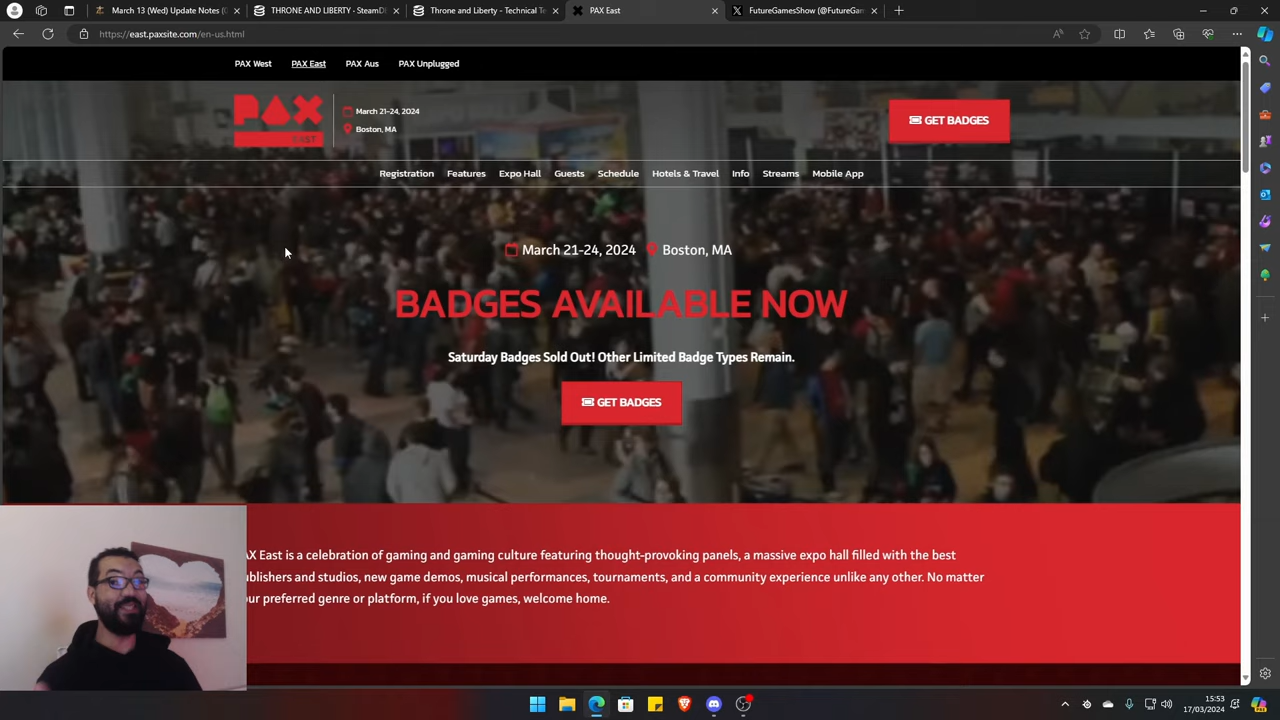 March 13 (Wed) Update Notes (
THRONE AND LIBERTY - SteamDB
Throne and Liberty - Technical Te
PAX East
FutureGamesShow (@FutureGam
https://east.paxsite.com/en-us.html
PAX West
PAX East
PAX Aus
PAX Unplugged
PAX
EAST
March 21-24, 2024
Boston, MA
GET BADGES
Registration
Features
Expo Hall
Guests
Schedule
Hotels & Travel
Info
Streams
Mobile App
March 21-24, 2024
Boston, MA
BADGES AVAILABLE NOW
Saturday Badges Sold Out! Other Limited Badge Types Remain.
GET BADGES
AX East is a celebration of gaming and gaming culture featuring thought-provoking panels, a massive expo hall filled with the best
ublishers and studios, new game demos, musical performances, tournaments, and a community experience unlike any other. No matter
our preferred genre or platform, if you love games, welcome home.
15:53
17/03/2024